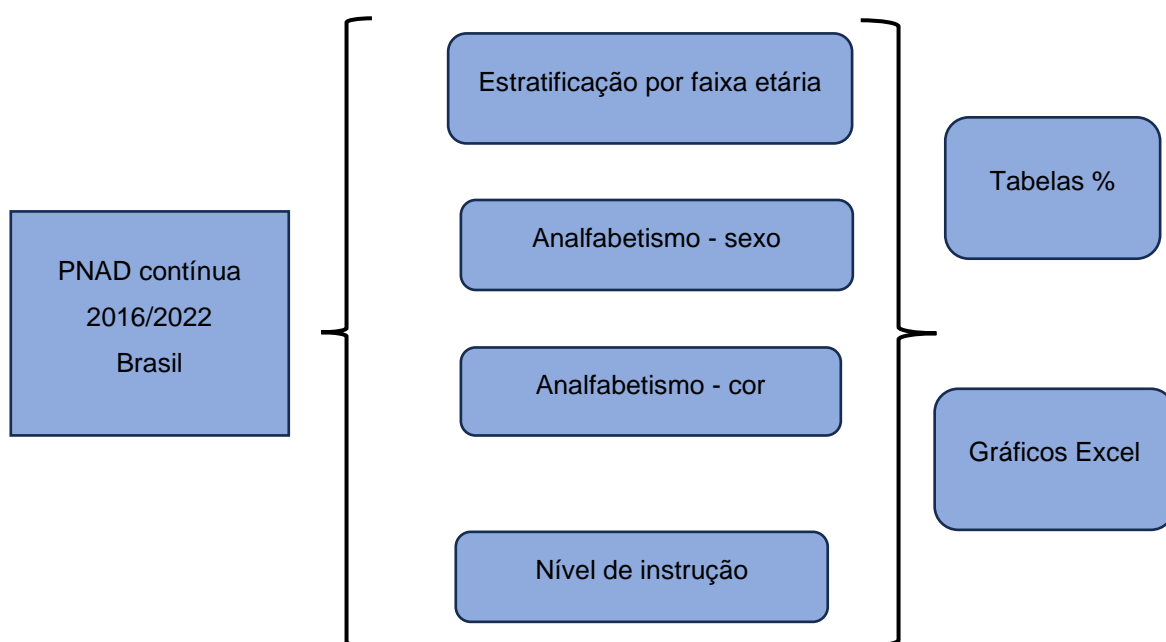 PNAD contínua
2016/2022
Brasil
Estratificação por faixa etária
Analfabetismo - sexo
Analfabetismo - cor
Nível de instrução
Tabelas %
Gráficos Excel